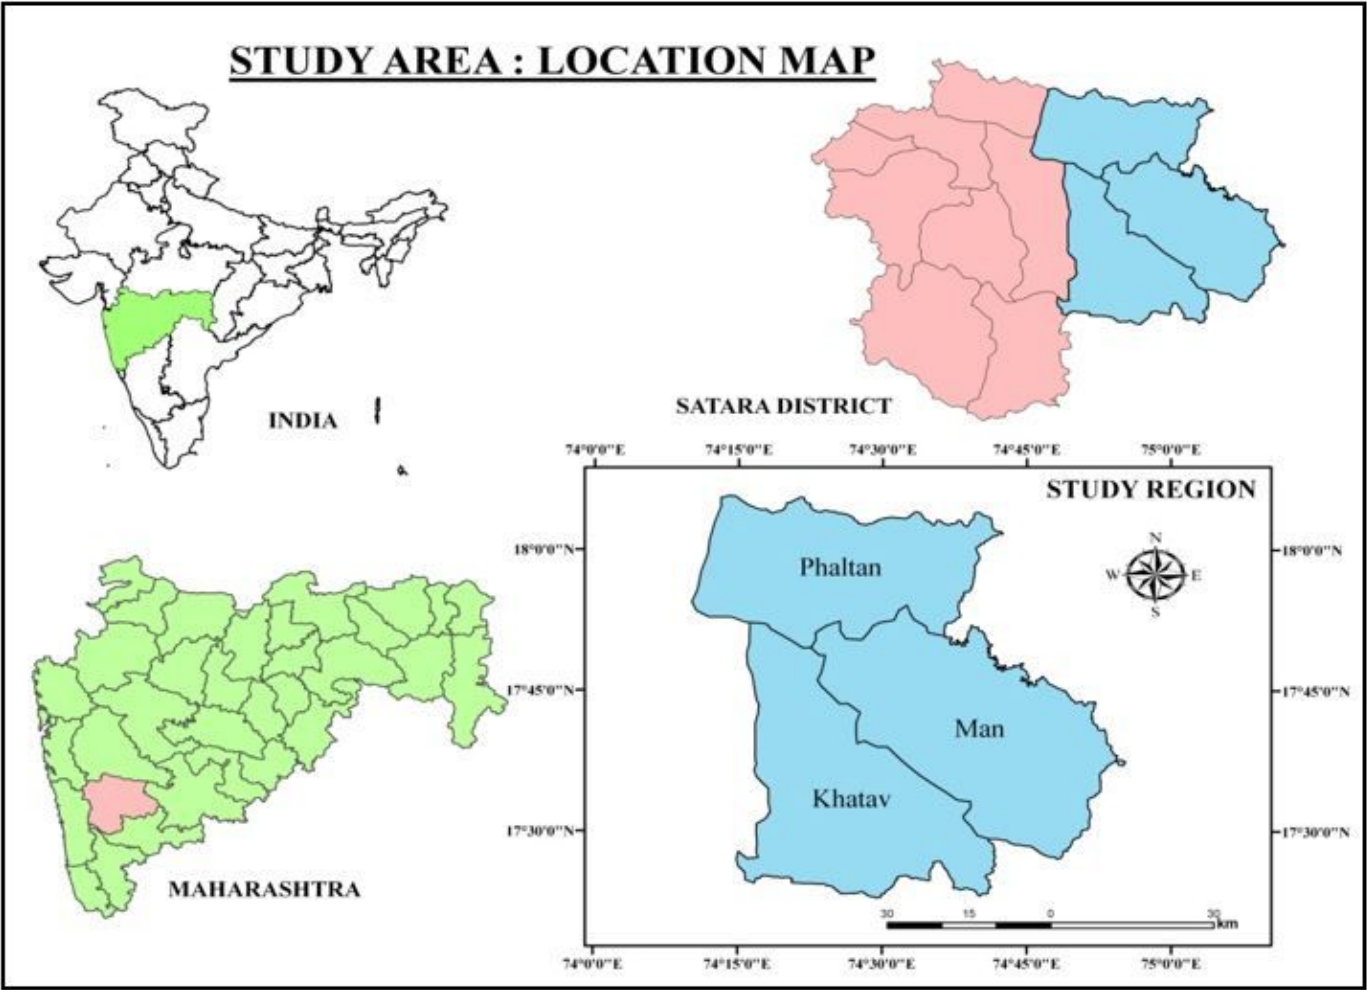 STUDY AREA : LOCATION MAP
INDIA
SATARA DISTRICT
74°0'0"E 74°15'0"E 74°30'0"E 74°45'0"E 75°0'0"E
STUDY REGION
N
W E
S
18°0'0"N 18°0'0"N
Phaltan
17°45'0"N 17°45'0"N
Man
Khatav
17°30'0"N 17°30'0"N
MAHARASHTRA
30 15 0 30
km
74°0'0"E 74°15'0"E 74°30'0"E 74°45'0"E 75°0'0"E